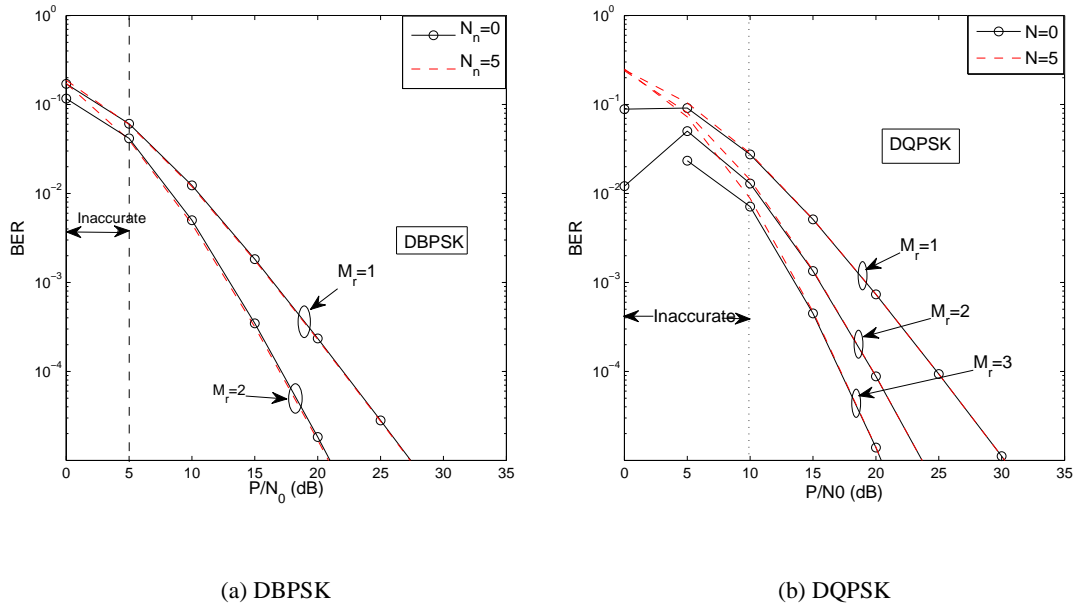 10^0
10^-1
10^-2
10^-3
10^-4
BER
0 5 10 15 20 25 30 35
P/N_0 (dB)
N_n=0
N_n=5
Inaccurate
DBPSK
M_r=1
M_r=2
(a) DBPSK
10^0
10^-1
10^-2
10^-3
10^-4
BER
0 5 10 15 20 25 30 35
P/N0 (dB)
N=0
N=5
DQPSK
Inaccurate
M_r=1
M_r=2
M_r=3
(b) DQPSK